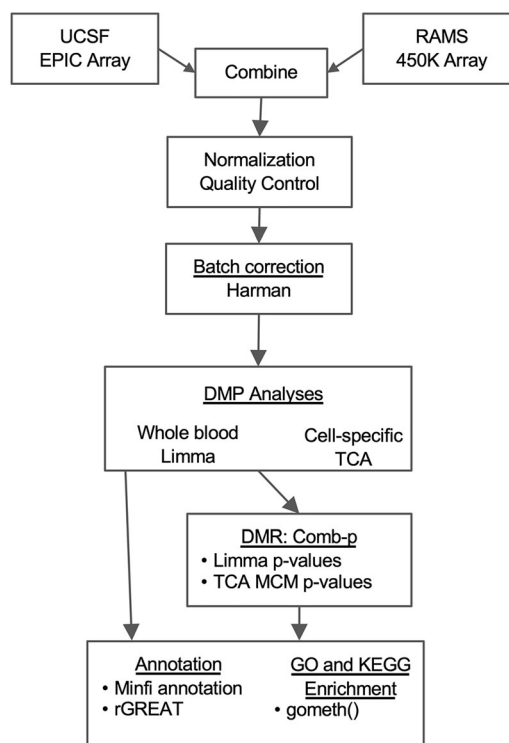 UCSF
EPIC Array
RAMS
450K Array
Combine
Normalization
Quality Control
Batch correction
Harman
DMP Analyses
Whole blood
Limma
Cell-specific
TCA
DMR: Comb-p
• Limma p-values
• TCA MCM p-values
Annotation
• Minfi annotation
• rGREAT
GO and KEGG
Enrichment
• gometh()